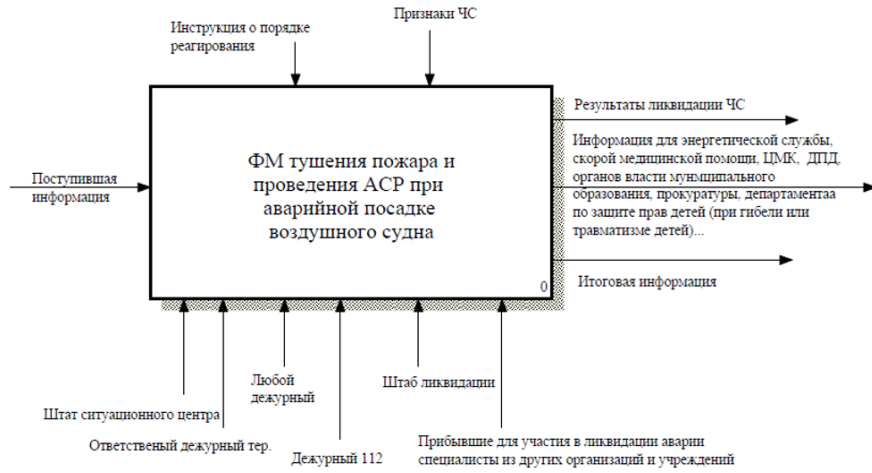 Признаки ЧС
Инструкция о порядке
реагирования
Поступившая
информация
ФМ тушения пожара и
проведения АСР при
аварийной посадке
воздушного судна
0
Результаты ликвидации ЧС
Информация для энергетической службы,
скорой медицинской помощи, ЦМК, ДПД,
органов власти мунмципального
образования, прокуратуры, департаментаа
по защите прав детей (при гибели или
травматизме детей)...
Итоговая информация
Штат ситуационного центра
Ответственый дежурный тер.
Любой
дежурный
Дежурный 112
Штаб ликвидации
Прибывшие для участия в ликвидации аварии
специалисты из других организаций и учреждений